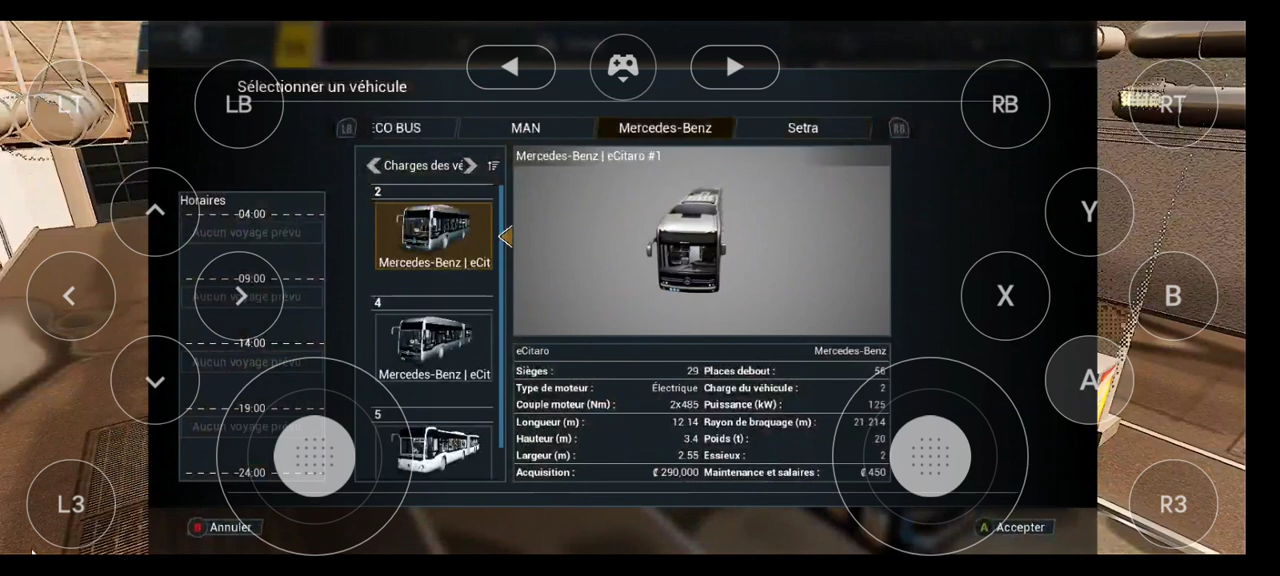 Sélectionner un véhicule
LT
LB
RB
RT
LB
:CO BUS
MAN
Mercedes-Benz
Setra
RB
Charges des vé
Mercedes-Benz | eCitaro #1
Horaires
04:00
Aucun voyage prévu
09:00
Aucun voyage prévu
14:00
Aucun voyage prévu
19:00
Aucun voyage prévu
24:00
2
Mercedes-Benz | eCit
4
Mercedes-Benz | eCit
5
eCitaro
Mercedes-Benz
Sièges : 29 Places debout : 56
Type de moteur : Électrique Charge du véhicule : 2
Couple moteur (Nm) : 2x485 Puissance (kW) : 125
Longueur (m) : 12 14 Rayon de braquage (m) : 21 214
Hauteur (m) : 3.4 Poids (t) : 20
Largeur (m) : 2.55 Essieux : 2
Acquisition : ₡ 290,000 Maintenance et salaires : ₡ 450
Y
X
B
A
L3
R3
B Annuler
A Accepter